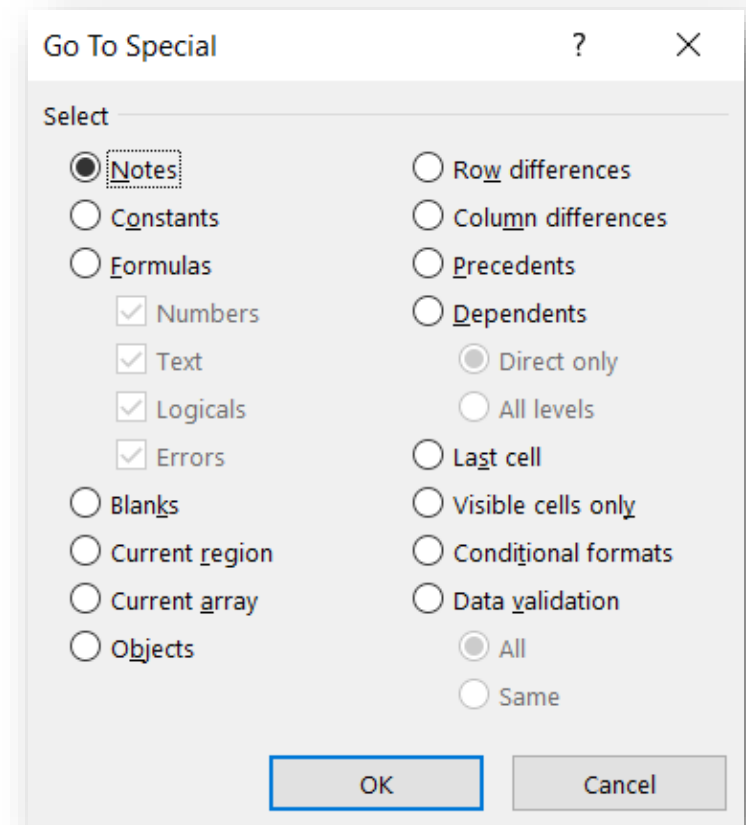 Go To Special ?
Select
Notes
Constants
Formulas
Numbers
Text
Logicals
Errors
Blanks
Current region
Current array
Objects
Row differences
Column differences
Precedents
Dependents
Direct only
All levels
Last cell
Visible cells only
Conditional formats
Data validation
All
Same
OK
Cancel